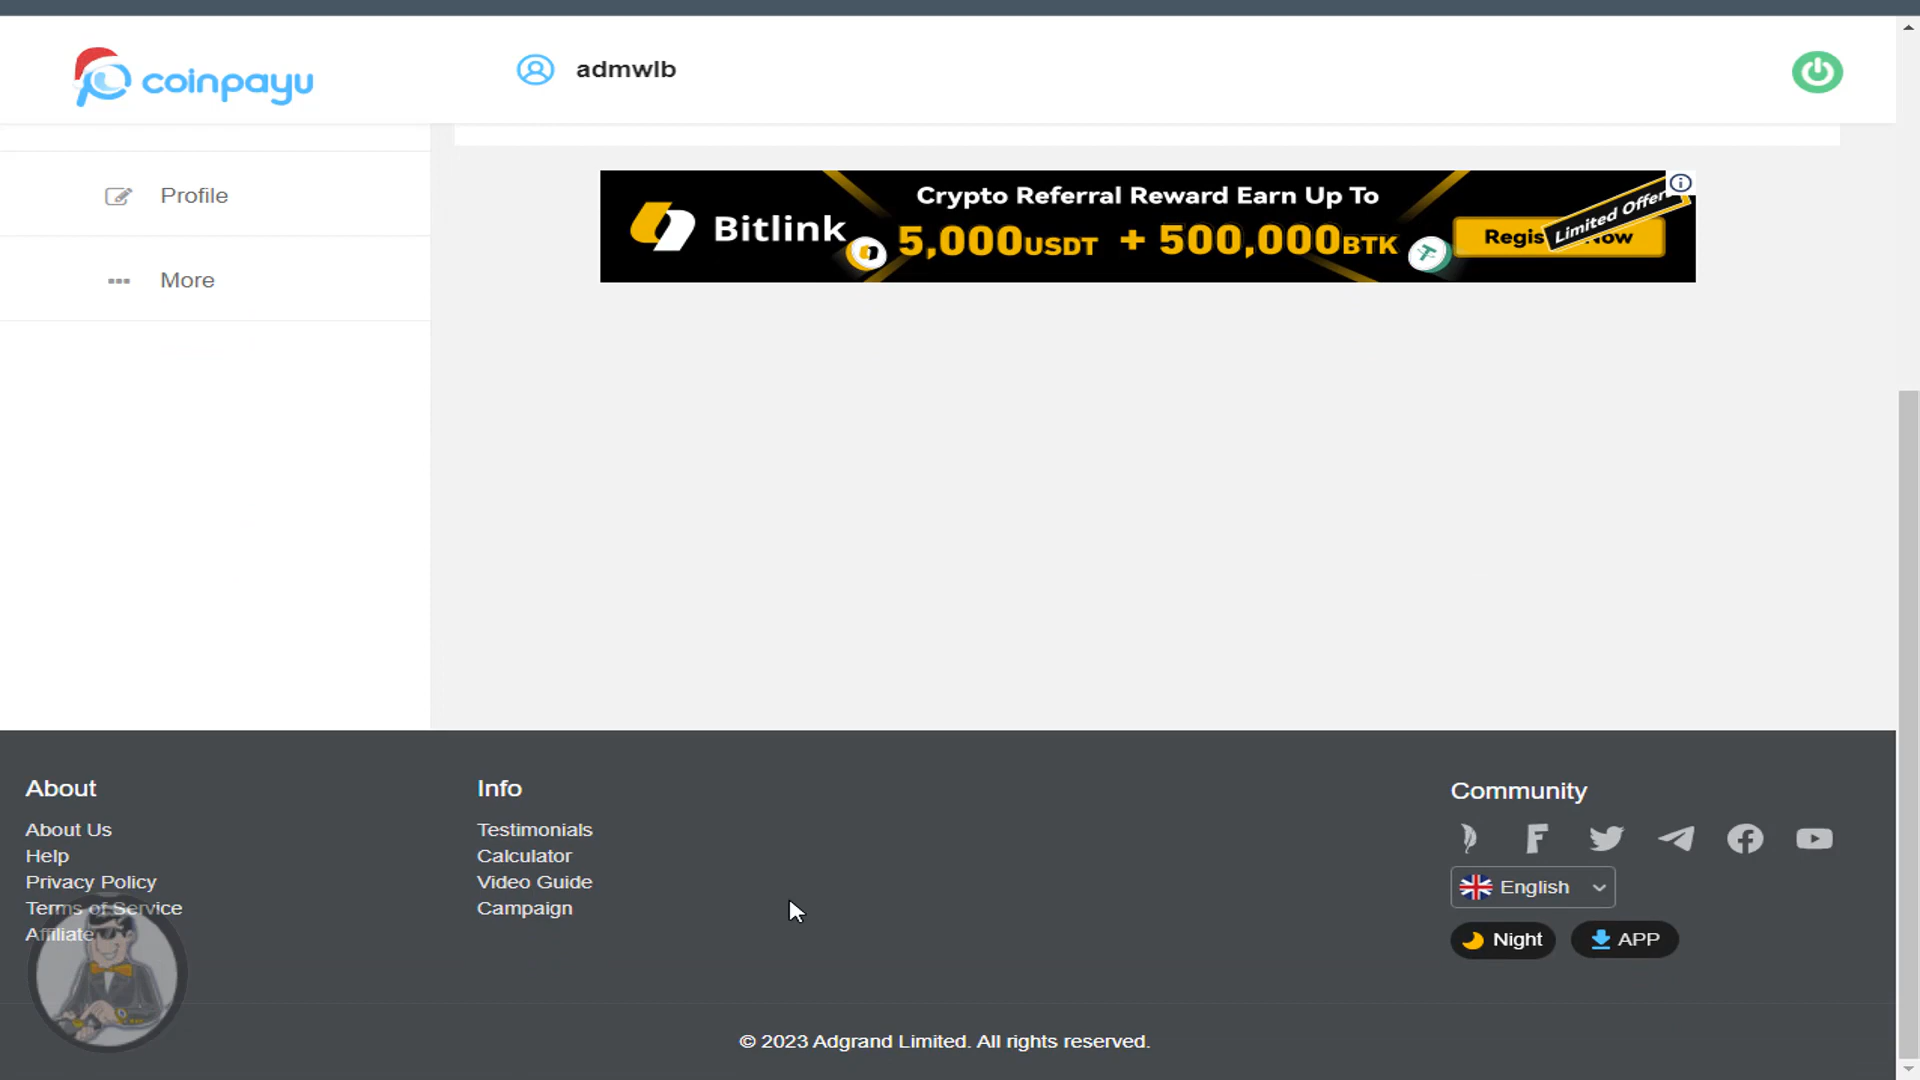 coinpayu
admwlb
Profile
More
Bitlink
Crypto Referral Reward Earn Up To
5,000USDT + 500,000BTK
Limited Offer
About
About Us
Help
Privacy Policy
Terms of Service
Affiliate
Info
Testimonials
Calculator
Video Guide
Campaign
Community
English
Night
APP
© 2023 Adgrand Limited. All rights reserved.